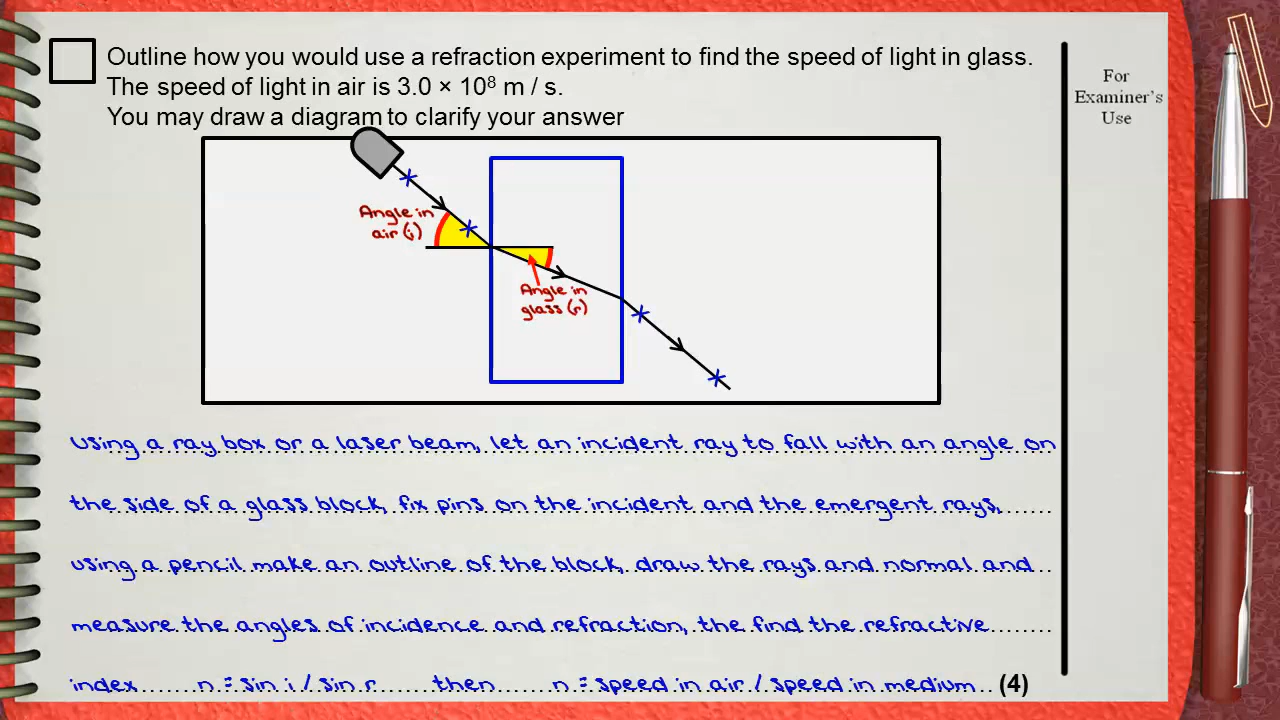 Outline how you would use a refraction experiment to find the speed of light in glass.
The speed of light in air is 3.0 × 10⁸ m / s.
You may draw a diagram to clarify your answer
For
Examiner's
Use
Angle in
air (i)
Angle in
glass (r)
Using a ray box or a laser beam, let an incident ray to fall with an angle on
the side of a glass block, fix pins on the incident and the emergent rays,
using a pencil make an outline of the block, draw the rays and normal and
measure the angles of incidence and refraction, the find the refractive
index...... n = sin i / sin r ...... then ...... n = speed in air / speed in medium .. (4)